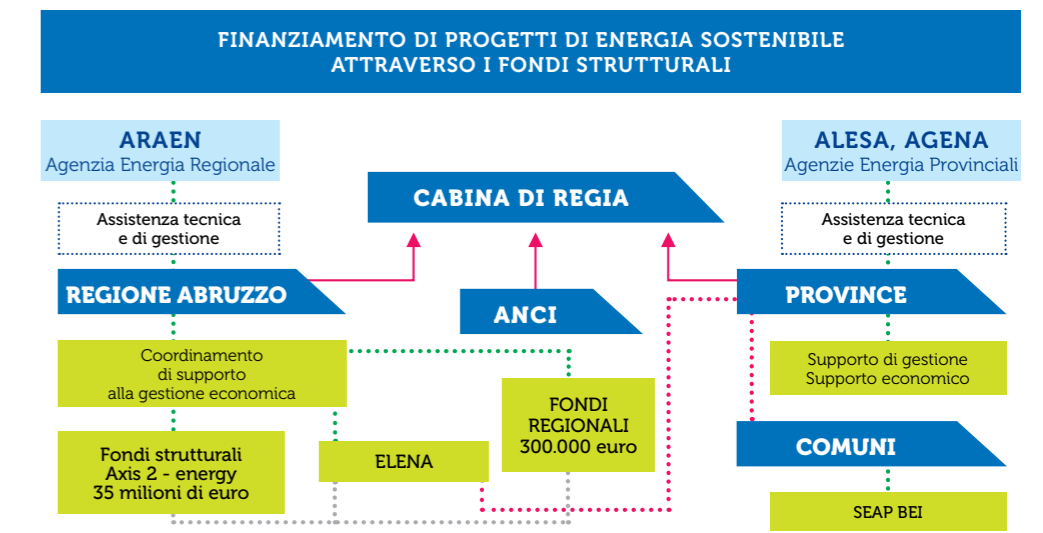 FINANZIAMENTO DI PROGETTI DI ENERGIA SOSTENIBILE
ATTRAVERSO I FONDI STRUTTURALI
ARAEN
Agenzia Energia Regionale
ALESA, AGENA
Agenzie Energia Provinciali
CABINA DI REGIA
Assistenza tecnica
e di gestione
Assistenza tecnica
e di gestione
REGIONE ABRUZZO
ANCI
PROVINCE
Coordinamento
di supporto
alla gestione economica
Supporto di gestione
Supporto economico
FONDI
REGIONALI
300.000 euro
Fondi strutturali
Axis 2 - energy
35 milioni di euro
ELENA
COMUNI
SEAP BEI